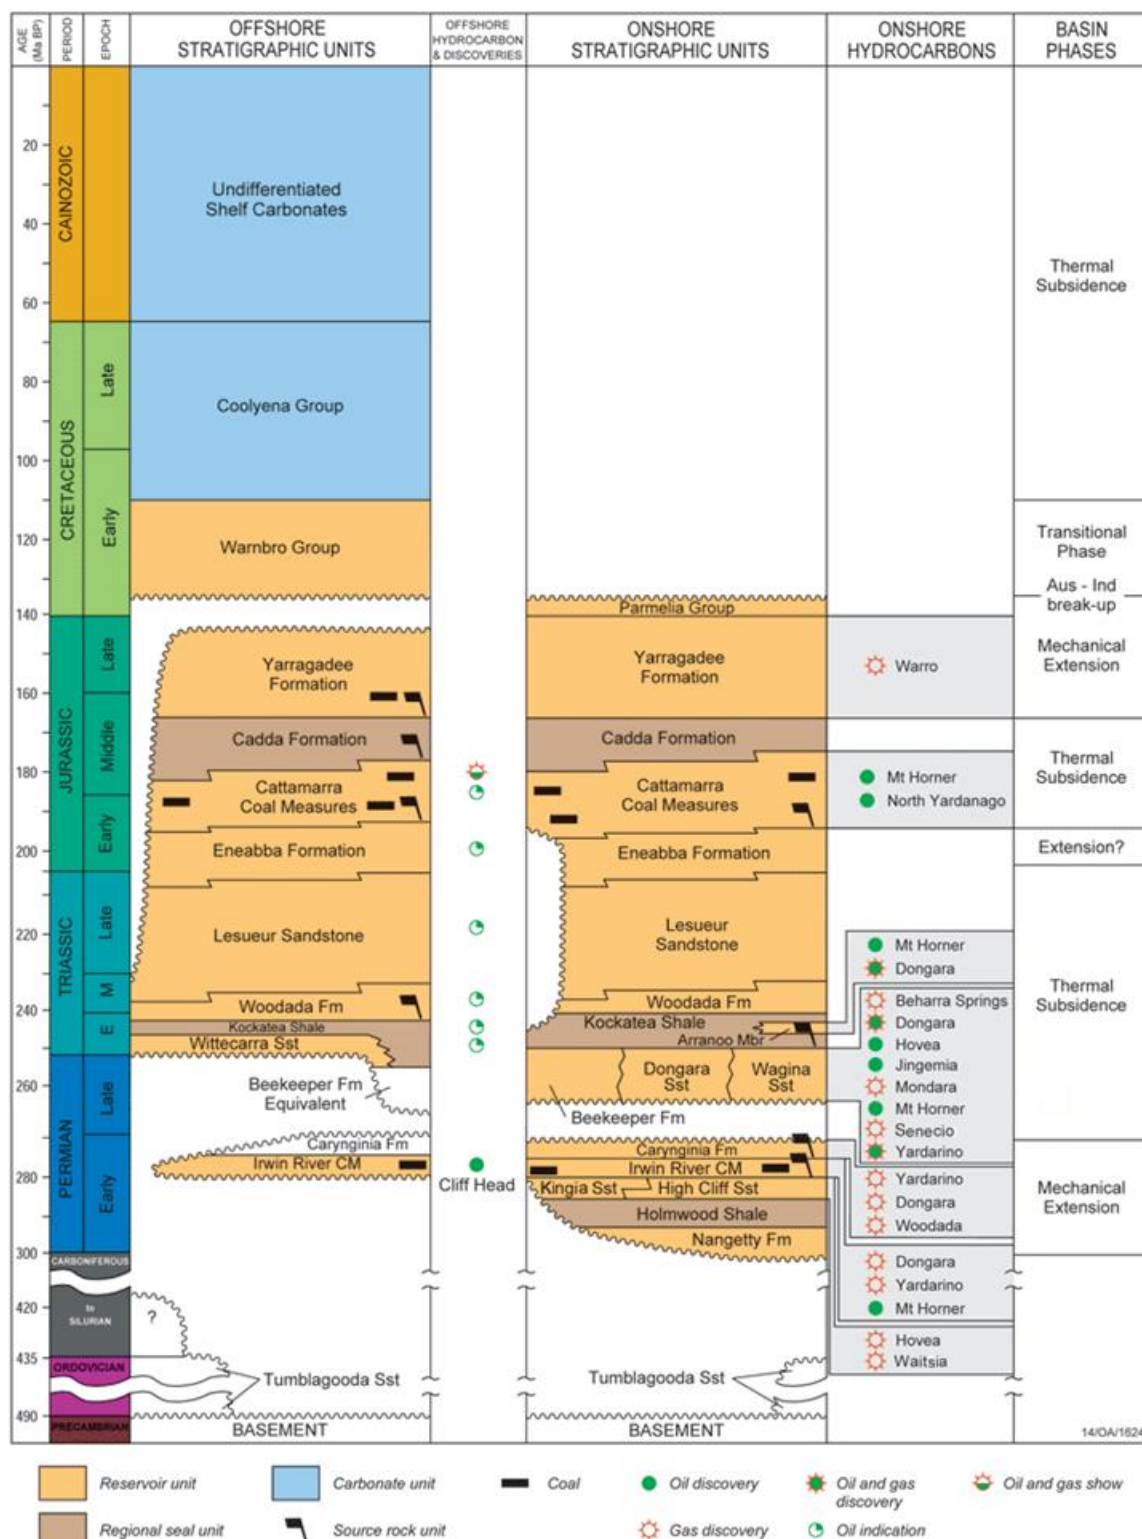 AGE
(Ma BP)
PERIOD
EPOCH
OFFSHORE
STRATIGRAPHIC UNITS
OFFSHORE
HYDROCARBON
& DISCOVERIES
ONSHORE
STRATIGRAPHIC UNITS
ONSHORE
HYDROCARBONS
BASIN
PHASES
20
40
60
80
100
120
140
140
160
180
200
220
240
260
280
300
420
435
490
CAINOZOIC
CRETACEOUS
JURASSIC
TRIASSIC
PERMIAN
CARBONIFEROUS
to
SILURIAN
ORDOVICIAN
PRECAMBRIAN
Late
Early
Late
Middle
Early
Late
M
E
Late
Early
Undifferentiated
Shelf Carbonates
Coolyena Group
Warnbro Group
Yarragadee
Formation
Cadda Formation
Cattamarra
Coal Measures
Eneabba Formation
Lesueur Sandstone
Woodada Fm
Kockatea Shale
Wittecarra Sst
Beekeeper Fm
Equivalent
Carynginia Fm
Irwin River CM
?
Tumblagooda Sst
BASEMENT
Cliff Head
Parmelia Group
Yarragadee
Formation
Cadda Formation
Cattamarra
Coal Measures
Eneabba Formation
Lesueur
Sandstone
Woodada Fm
Kockatea Shale
Arranoo Mbr
Dongara
Sst
Wagina
Sst
Beekeeper Fm
Carynginia Fm
Irwin River CM
Kingia Sst
High Cliff Sst
Holmwood Shale
Nangetty Fm
Tumblagooda Sst
BASEMENT
Warro
Mt Horner
North Yardanago
Mt Horner
Dongara
Beharra Springs
Dongara
Hovea
Jingemia
Mondara
Mt Horner
Senecio
Yardarino
Yardarino
Dongara
Woodada
Dongara
Yardarino
Mt Horner
Hovea
Waitsia
Thermal
Subsidence
Transitional
Phase
Aus - Ind
break-up
Mechanical
Extension
Thermal
Subsidence
Extension?
Thermal
Subsidence
Mechanical
Extension
14/OA/1624
Reservoir unit
Carbonate unit
Coal
Oil discovery
Oil and gas
discovery
Oil and gas show
Regional seal unit
Source rock unit
Gas discovery
Oil indication